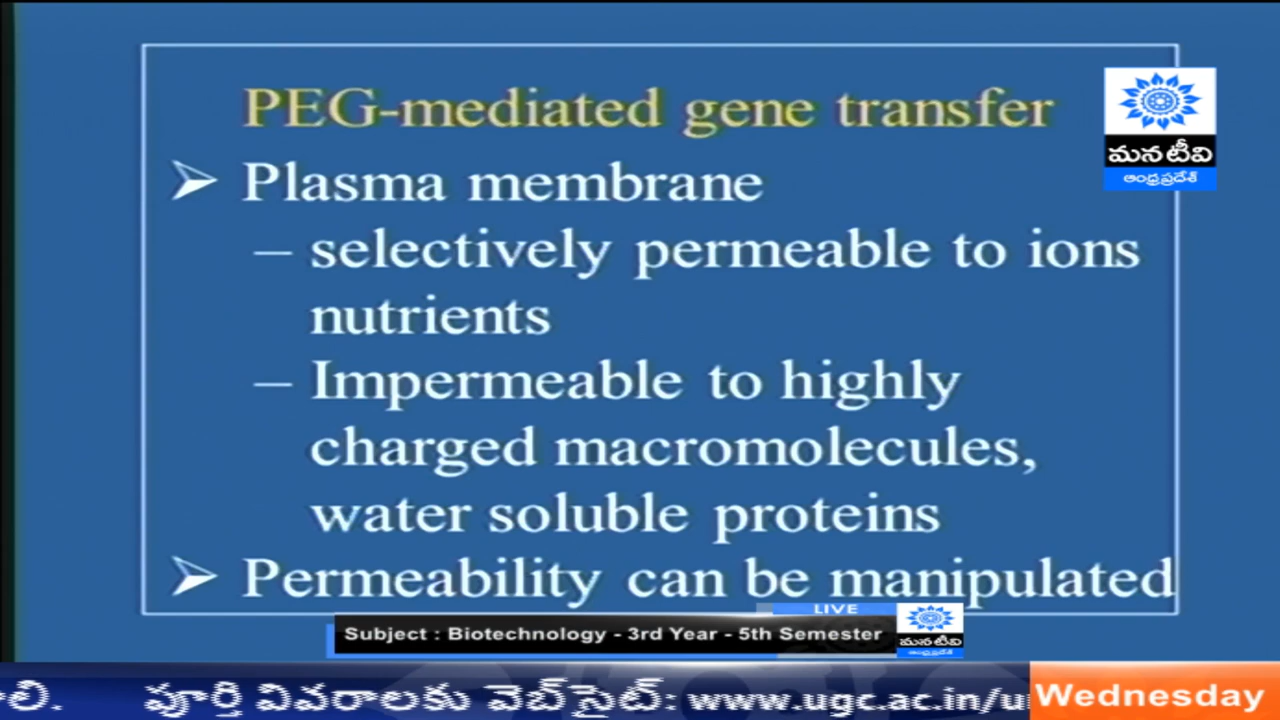 PEG-mediated gene transfer
➢ Plasma membrane
– selectively permeable to ions
nutrients
– Impermeable to highly
charged macromolecules,
water soluble proteins
➢ Permeability can be manipulated
మన టీవి
ఆంధ్రప్రదేశ్
LIVE
Subject : Biotechnology - 3rd Year - 5th Semester
మన టీవి
ఆంధ్రప్రదేశ్
పూర్తి వివరాలకు వెబ్‌సైట్: www.ugc.ac.in/u
Wednesday